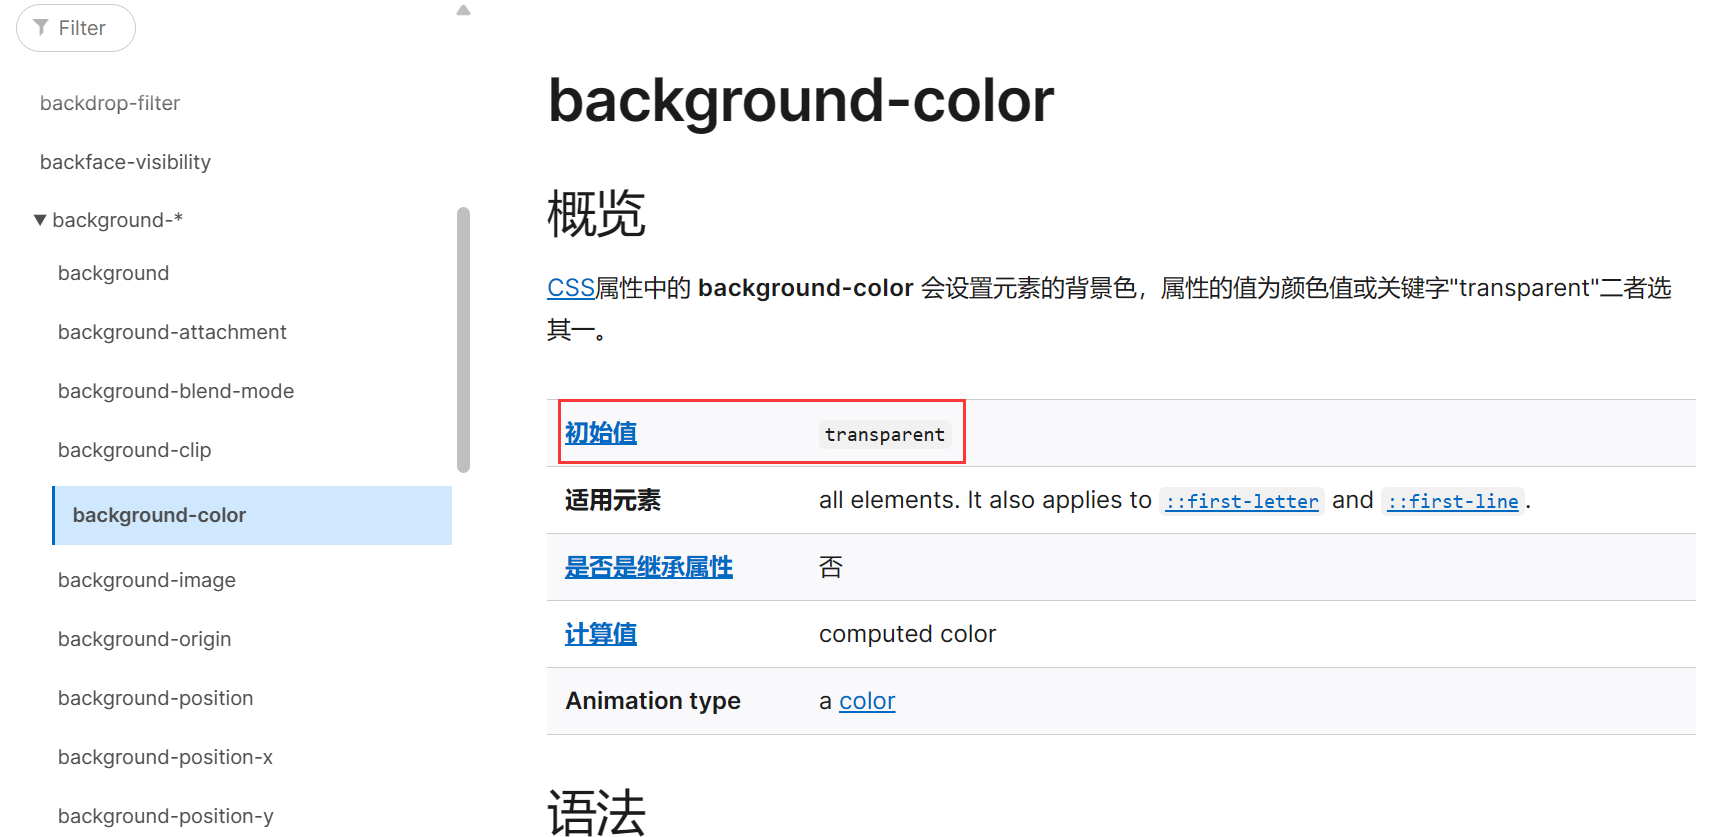 Filter
backdrop-filter
backface-visibility
▼ background-*
background
background-attachment
background-blend-mode
background-clip
background-color
background-image
background-origin
background-position
background-position-x
background-position-y
background-color
概览
CSS属性中的 background-color 会设置元素的背景色，属性的值为颜色值或关键字"transparent"二者选
其一。
初始值 transparent
适用元素 all elements. It also applies to ::first-letter and ::first-line.
是否是继承属性 否
计算值 computed color
Animation type a color
语法